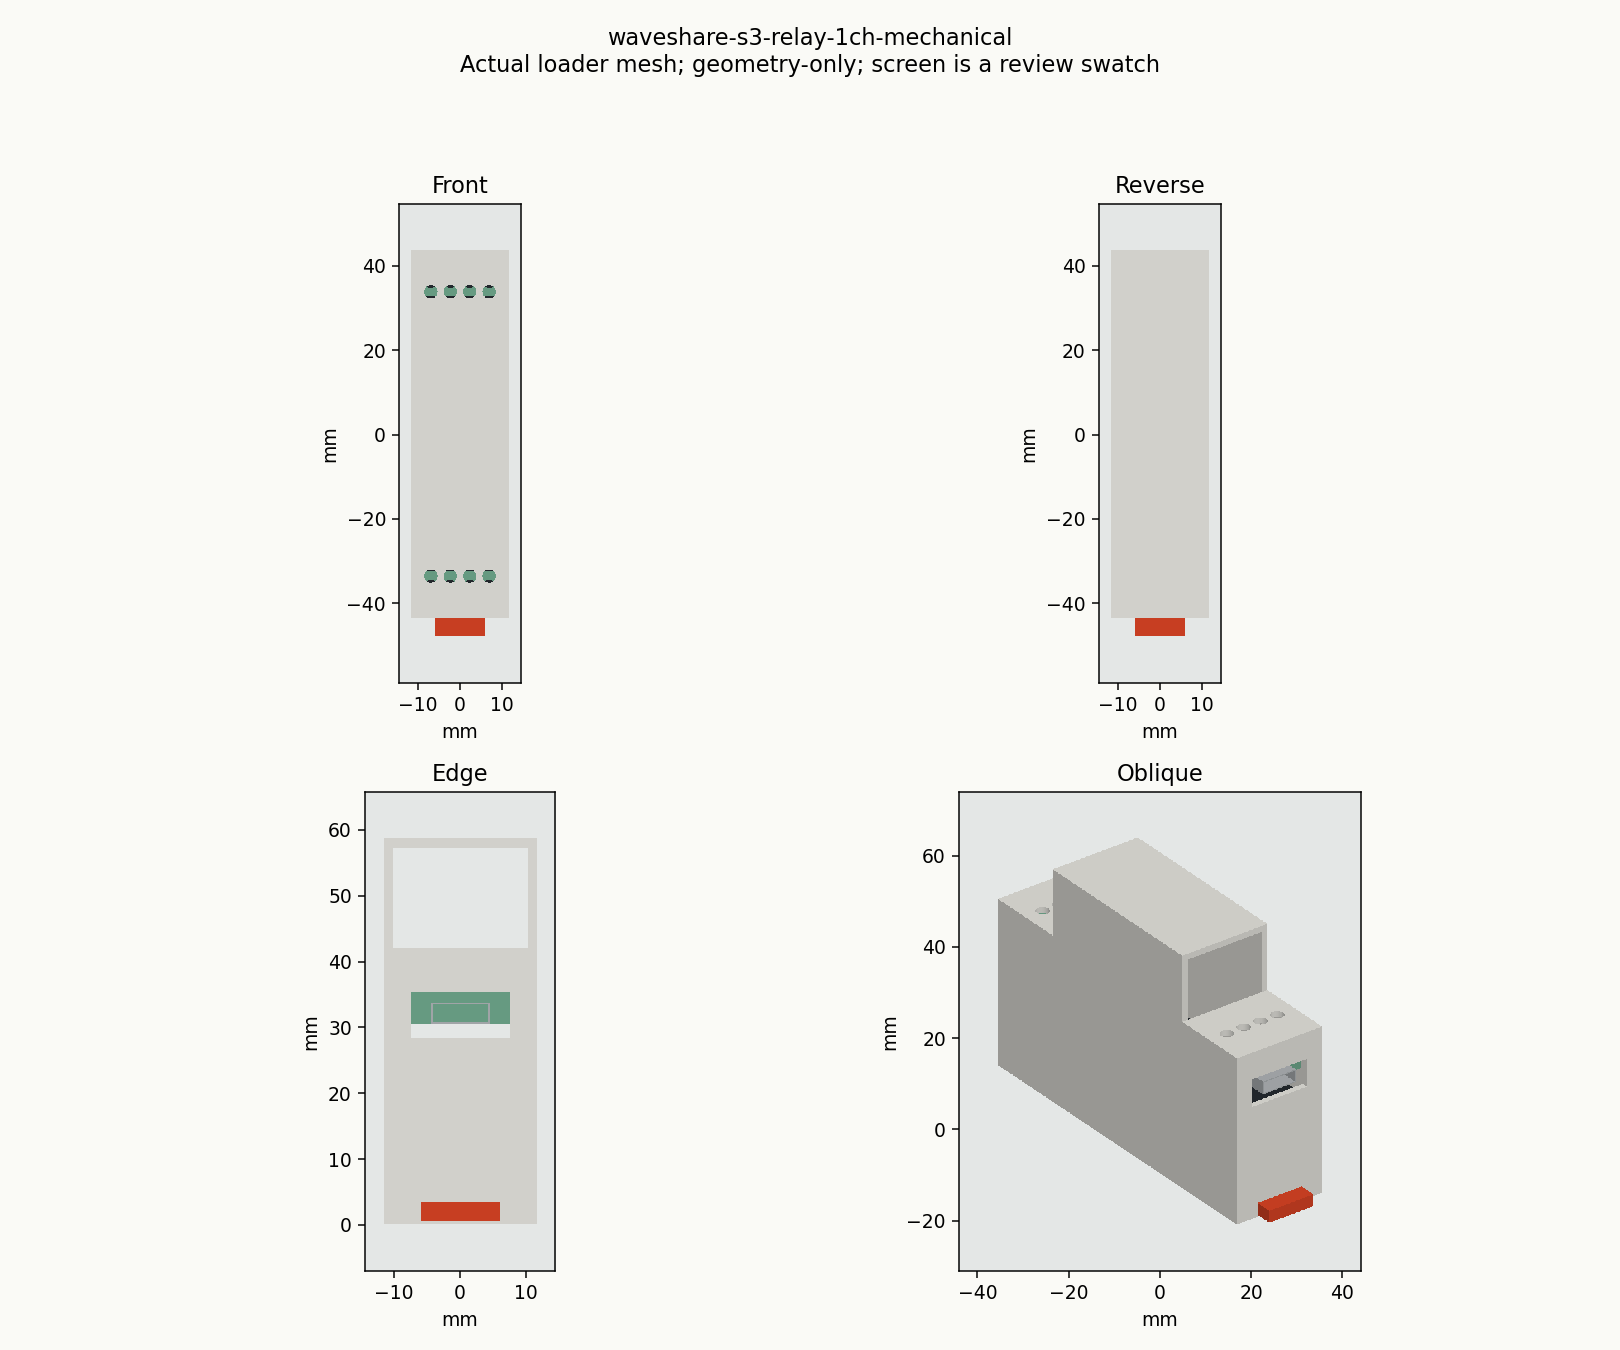 waveshare-s3-relay-1ch-mechanical
Actual loader mesh; geometry-only; screen is a review swatch
Front
40
20
0
−20
−40
mm
−10 0 10
mm
Reverse
40
20
0
−20
−40
mm
−10 0 10
mm
Edge
60
50
40
30
20
10
0
mm
−10 0 10
mm
Oblique
60
40
20
0
−20
mm
−40 −20 0 20 40
mm